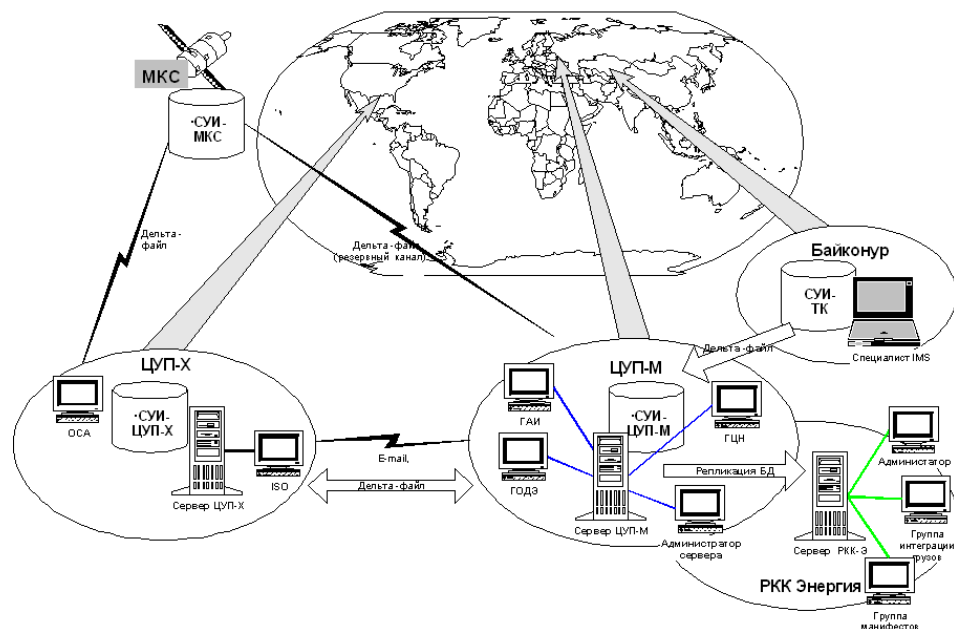 МКС
·СУИ-
МКС
Дельта-
файл
Дельта-файл
(резервный канал)
Байконур
СУИ-
ТК
Специалист IMS
Дельта-файл
ЦУП-Х
ОСА
·СУИ-
ЦУП-Х
Сервер ЦУП-Х
ISO
E-mail,
Дельта-файл
ЦУП-М
ГАИ
·СУИ-
ЦУП-М
ГЦН
ГОДЭ
Сервер ЦУП-М
Администратор
сервера
Репликация БД
Сервер РКК-Э
Администратор
Группа
интеграции
грузов
РКК Энергия
Группа
манифестов